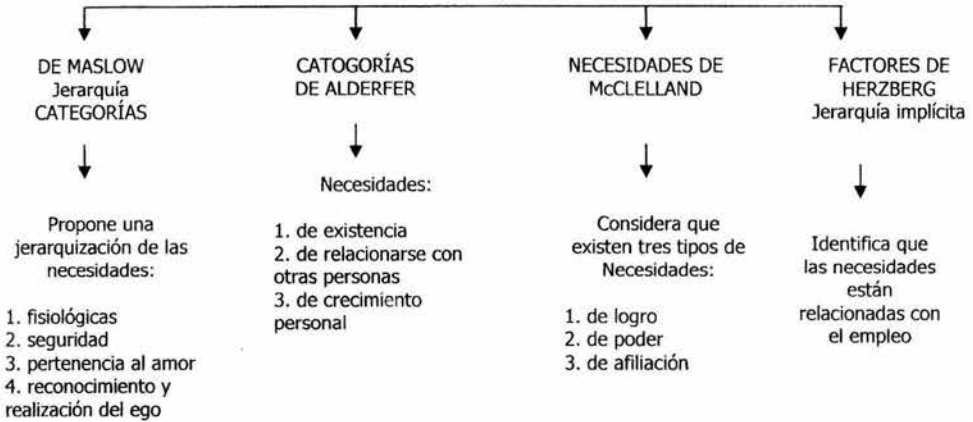 DE MASLOW
Jerarquía
CATEGORÍAS
Propone una
jerarquización de las
necesidades:
1. fisiológicas
2. seguridad
3. pertenencia al amor
4. reconocimiento y
realización del ego
CATOGORÍAS
DE ALDERFER
Necesidades:
1. de existencia
2. de relacionarse con
otras personas
3. de crecimiento
personal
NECESIDADES DE
McCLELLAND
Considera que
existen tres tipos de
Necesidades:
1. de logro
2. de poder
3. de afiliación
FACTORES DE
HERZBERG
Jerarquía implícita
Identifica que
las necesidades
están
relacionadas con
el empleo